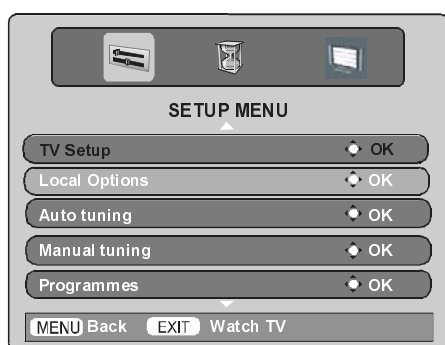 SETUP MENU
TV Setup OK
Local Options OK
Auto tuning OK
Manual tuning OK
Programmes OK
MENU Back EXIT Watch TV